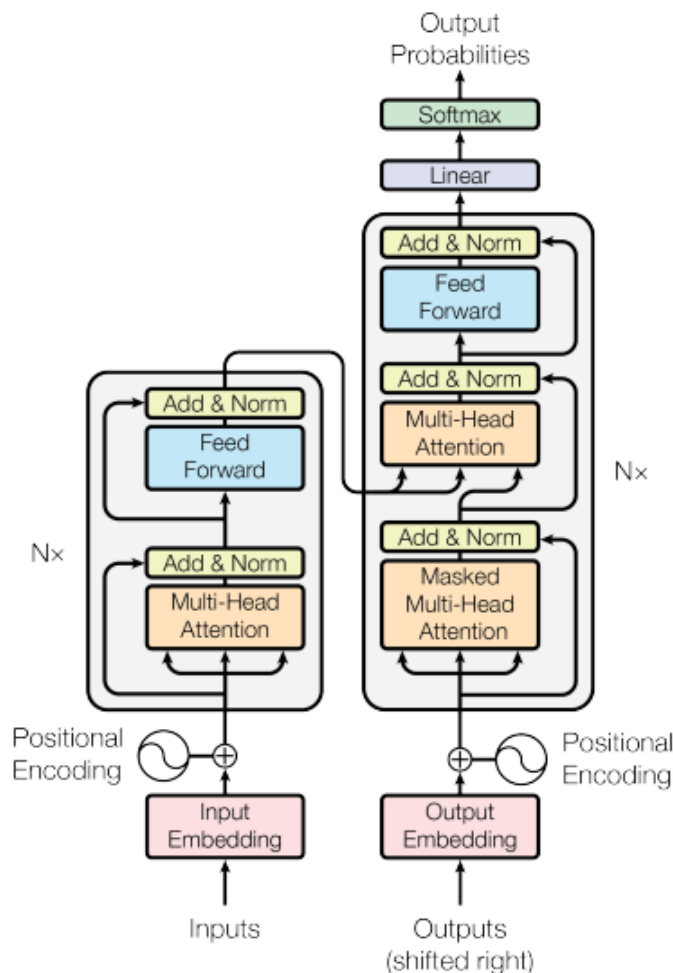 Output
Probabilities
Softmax
Linear
Add & Norm
Feed
Forward
Add & Norm
Multi-Head
Attention
N×
Add & Norm
Masked
Multi-Head
Attention
Add & Norm
Feed
Forward
N×
Add & Norm
Multi-Head
Attention
Positional
Encoding
Positional
Encoding
Input
Embedding
Output
Embedding
Inputs
Outputs
(shifted right)